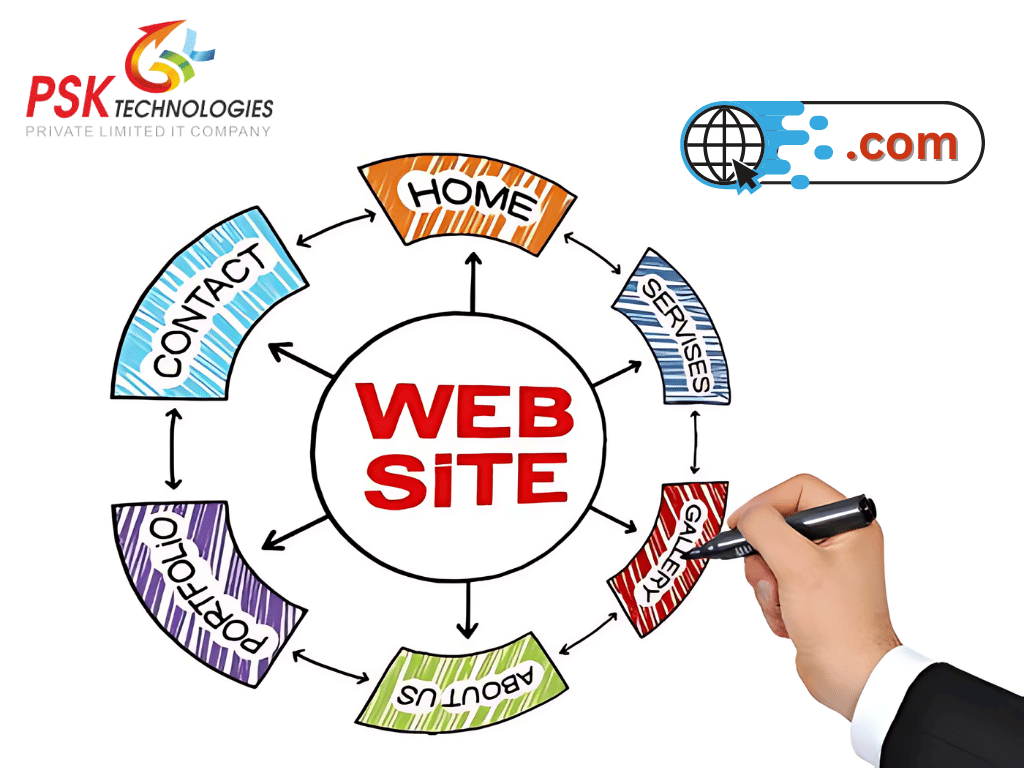 PSK TECHNOLOGIES
PRIVATE LIMITED IT COMPANY
.com
HOME
SERVISES
GALLERY
ABOUT US
PORTFOLiO
CONTACT
WEB
SiTE